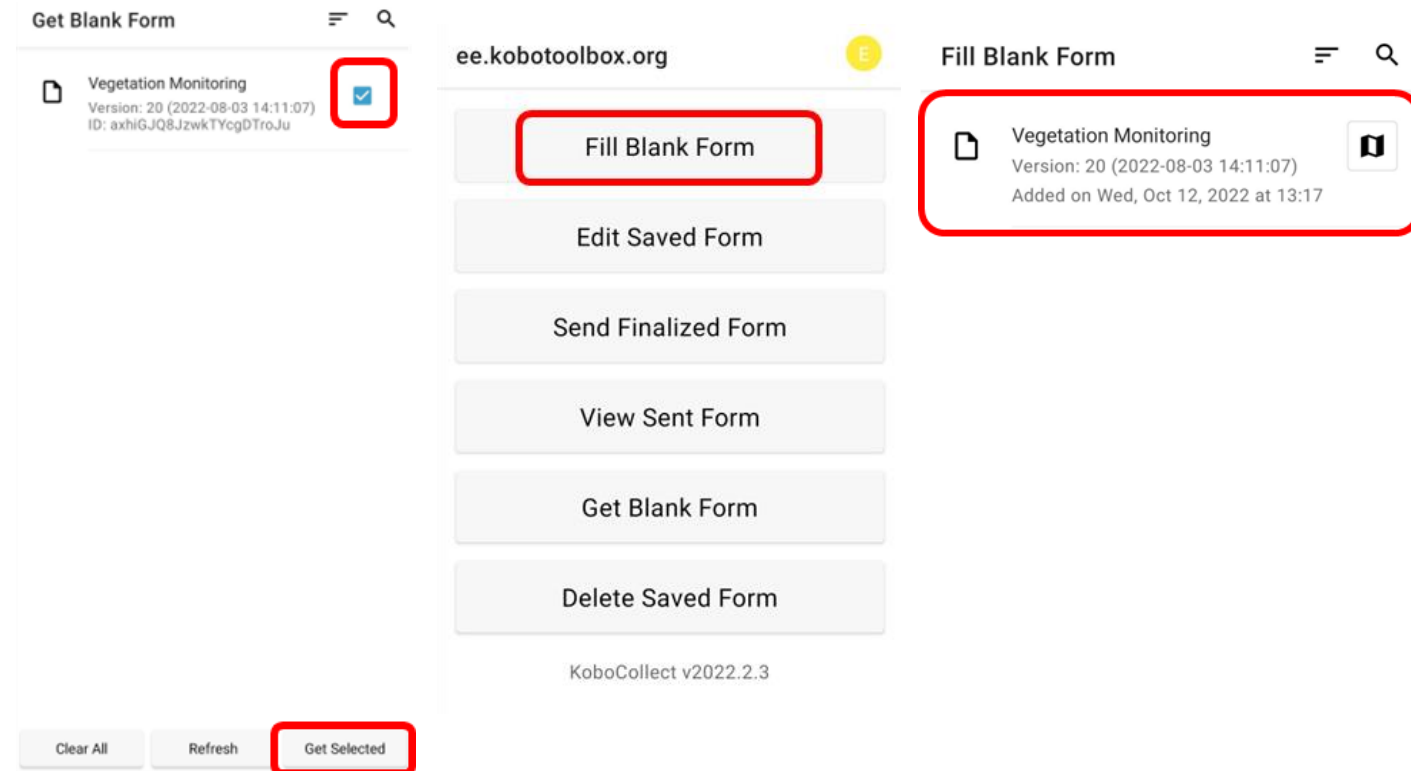 Get Blank Form
Vegetation Monitoring
Version: 20 (2022-08-03 14:11:07)
ID: axhiGJQ8JzwkTYcgDTroJu
Clear All
Refresh
Get Selected
ee.kobotoolbox.org
E
Fill Blank Form
Edit Saved Form
Send Finalized Form
View Sent Form
Get Blank Form
Delete Saved Form
KoboCollect v2022.2.3
Fill Blank Form
Vegetation Monitoring
Version: 20 (2022-08-03 14:11:07)
Added on Wed, Oct 12, 2022 at 13:17